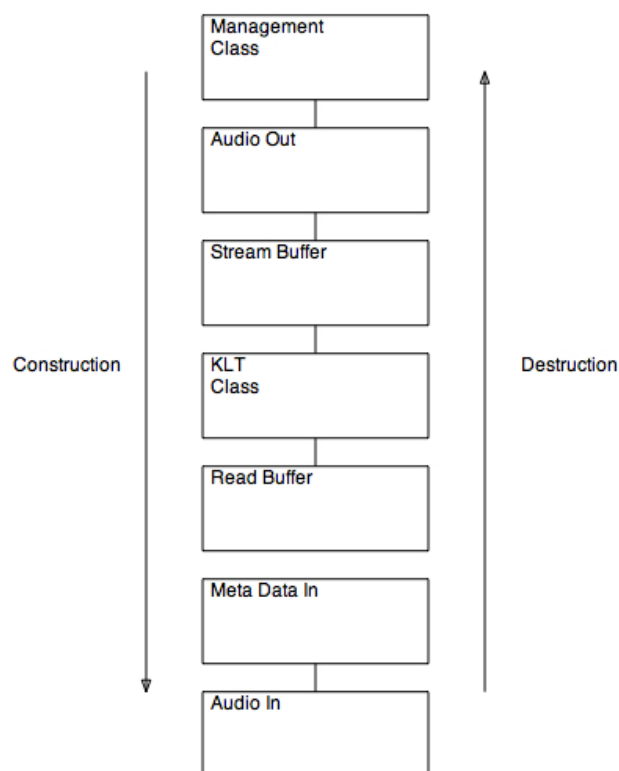 Management
Class
Audio Out
Stream Buffer
Construction
KLT
Class
Destruction
Read Buffer
Meta Data In
Audio In